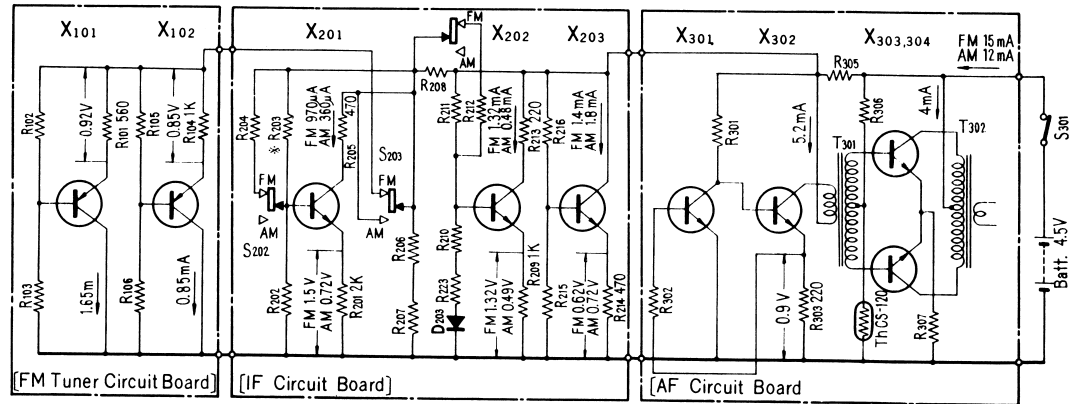 X101
X102
R102
0.92V
R101 560
R105
0.85V
R104 1K
R103
1.65m
R106
0.85mA
[FM Tuner Circuit Board]
X201
FM
AM
X202
X203
R208
R204
※R203
FM 970μA
AM 360μA
470
R205
S203
R211
R212
FM 1.32mA
AM 0.48mA
R213 220
R216
FM 1.4mA
AM 1.8mA
FM
AM
S202
FM
AM
R206
R210
R202
FM 1.5V
AM 0.72V
R201 2K
R207
R223
D203
FM 1.32V
AM 0.49V
R209 1K
R215
FM 0.62V
AM 0.72V
R214 470
[IF Circuit Board]
X301
X302
X303,304
FM 15mA
AM 12mA
R305
R301
5.2mA
R306
4mA
T301
T302
S301
R302
0.9V
R303 220
Th CS-120
R307
Batt. 4.5V
[AF Circuit Board]